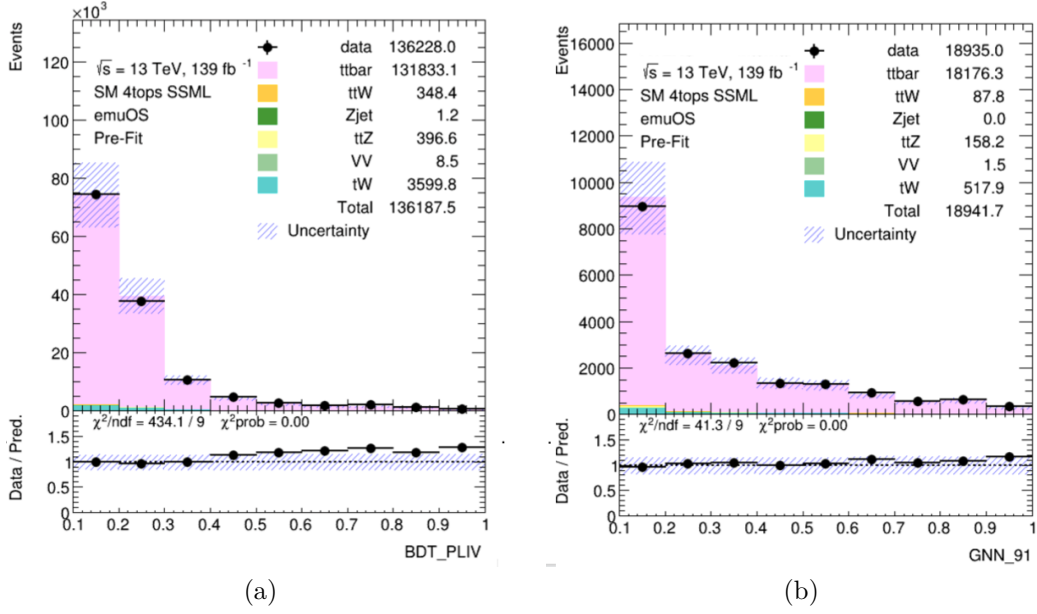 ×10³
Events
120
100
80
60
40
20
0
√s = 13 TeV, 139 fb⁻¹
SM 4tops SSML
emuOS
Pre-Fit
data 136228.0
ttbar 131833.1
ttW 348.4
Zjet 1.2
ttZ 396.6
VV 8.5
tW 3599.8
Total 136187.5
Uncertainty
χ²/ndf = 434.1 / 9 χ²prob = 0.00
Data / Pred.
1.5
1
0.5
0
0.1 0.2 0.3 0.4 0.5 0.6 0.7 0.8 0.9 1
BDT_PLIV
(a)
Events
16000
14000
12000
10000
8000
6000
4000
2000
0
√s = 13 TeV, 139 fb⁻¹
SM 4tops SSML
emuOS
Pre-Fit
data 18935.0
ttbar 18176.3
ttW 87.8
Zjet 0.0
ttZ 158.2
VV 1.5
tW 517.9
Total 18941.7
Uncertainty
χ²/ndf = 41.3 / 9 χ²prob = 0.00
Data / Pred.
1.5
1
0.5
0
0.1 0.2 0.3 0.4 0.5 0.6 0.7 0.8 0.9 1
GNN_91
(b)